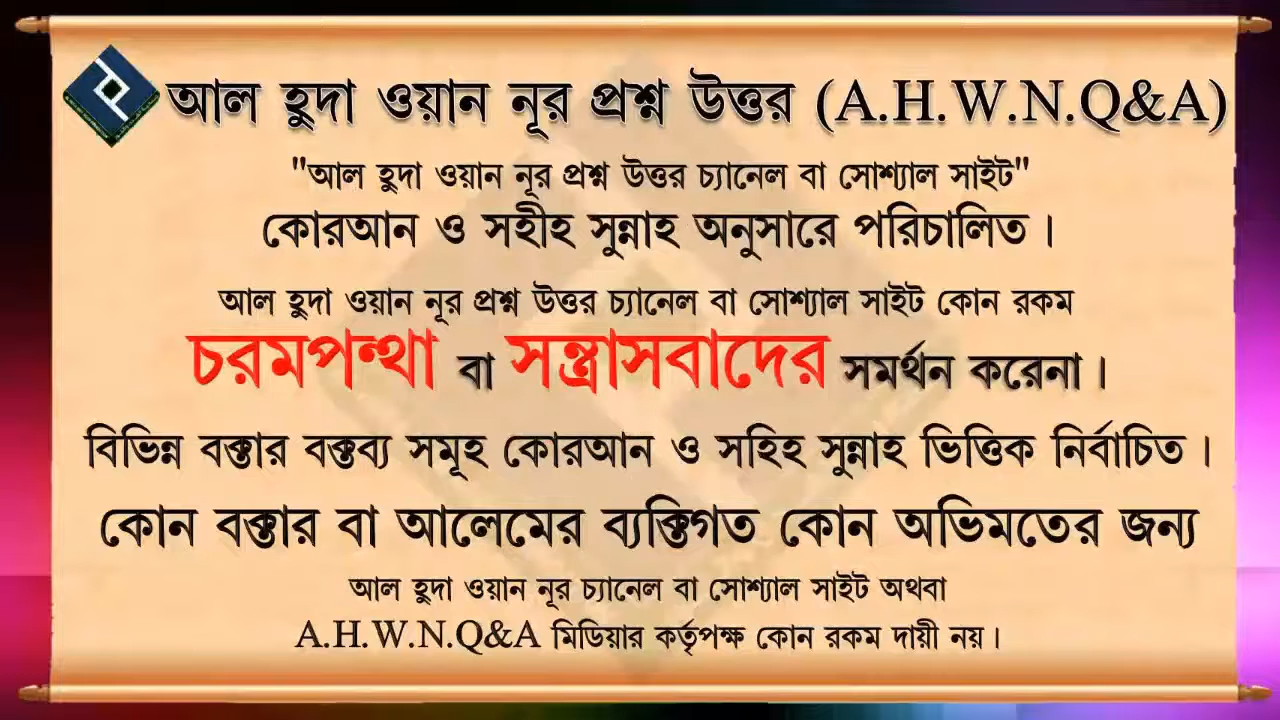 আল হুদা ওয়ান নূর প্রশ্ন উত্তর (A.H.W.N.Q&A)
"আল হুদা ওয়ান নূর প্রশ্ন উত্তর চ্যানেল বা সোশ্যাল সাইট"
কোরআন ও সহীহ সুন্নাহ অনুসারে পরিচালিত।
আল হুদা ওয়ান নূর প্রশ্ন উত্তর চ্যানেল বা সোশ্যাল সাইট কোন রকম
চরমপন্থা বা সন্ত্রাসবাদের সমর্থন করেনা।
বিভিন্ন বক্তার বক্তব্য সমূহ কোরআন ও সহিহ সুন্নাহ ভিত্তিক নির্বাচিত।
কোন বক্তার বা আলেমের ব্যক্তিগত কোন অভিমতের জন্য
আল হুদা ওয়ান নূর চ্যানেল বা সোশ্যাল সাইট অথবা
A.H.W.N.Q&A মিডিয়ার কর্তৃপক্ষ কোন রকম দায়ী নয়।